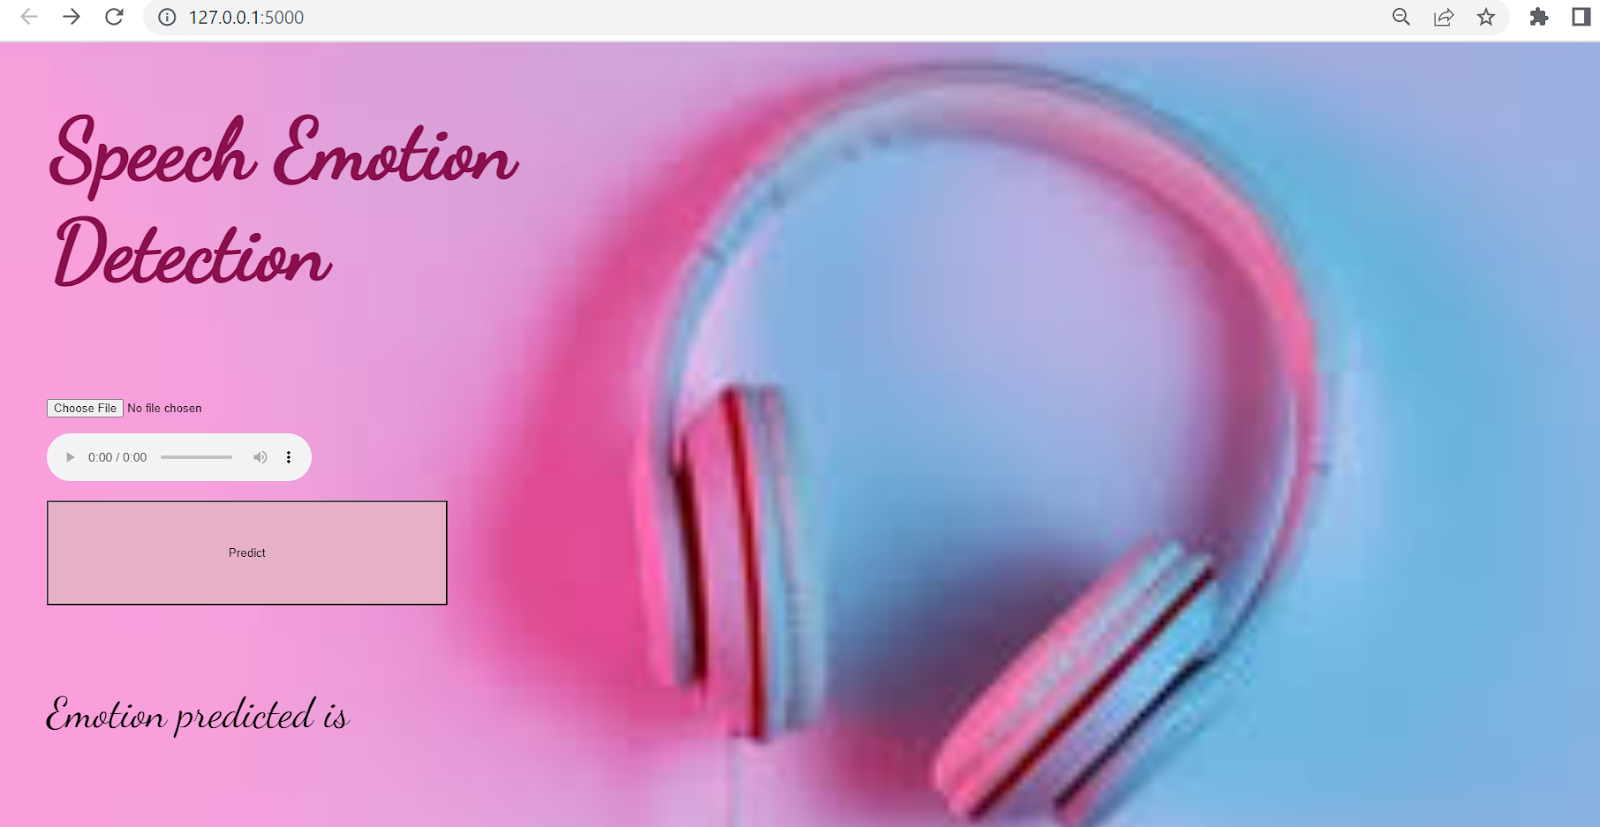 127.0.0.1:5000
Speech Emotion
Detection
Choose File No file chosen
0:00 / 0:00
Predict
Emotion predicted is